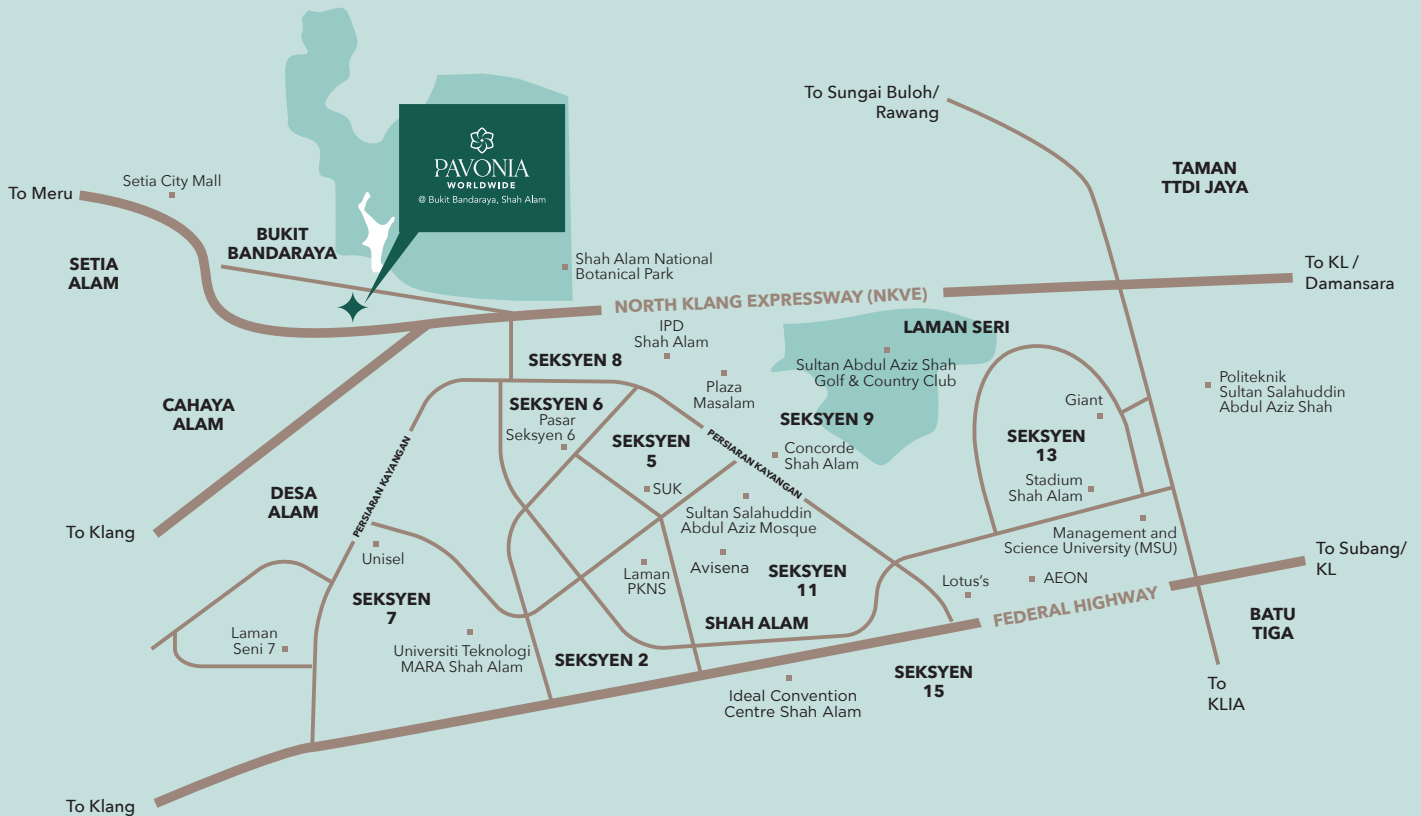 To Sungai Buloh/
Rawang
PAVONIA
WORLDWIDE
@ Bukit Bandaraya, Shah Alam
TAMAN
TTDI JAYA
Setia City Mall
To Meru
BUKIT
BANDARAYA
SETIA
ALAM
Shah Alam National
Botanical Park
To KL /
Damansara
NORTH KLANG EXPRESSWAY (NKVE)
LAMAN SERI
IPD
Shah Alam
SEKSYEN 8
Sultan Abdul Aziz Shah
Golf & Country Club
Plaza
Masalam
Politeknik
Sultan Salahuddin
Abdul Aziz Shah
CAHAYA
ALAM
SEKSYEN 6
Pasar
Seksyen 6
Giant
SEKSYEN 9
SEKSYEN
5
SEKSYEN
13
PERSIARAN KAYANGAN
Concorde
Shah Alam
PERSIARAN KAYANGAN
DESA
ALAM
SUK
Stadium
Shah Alam
Sultan Salahuddin
Abdul Aziz Mosque
To Klang
Management and
Science University (MSU)
Unisel
To Subang/
KL
Laman
PKNS
Avisena
SEKSYEN
11
Lotus's
AEON
SEKSYEN
7
FEDERAL HIGHWAY
BATU
TIGA
SHAH ALAM
Laman
Seni 7
Universiti Teknologi
MARA Shah Alam
SEKSYEN 2
SEKSYEN
15
Ideal Convention
Centre Shah Alam
To
KLIA
To Klang